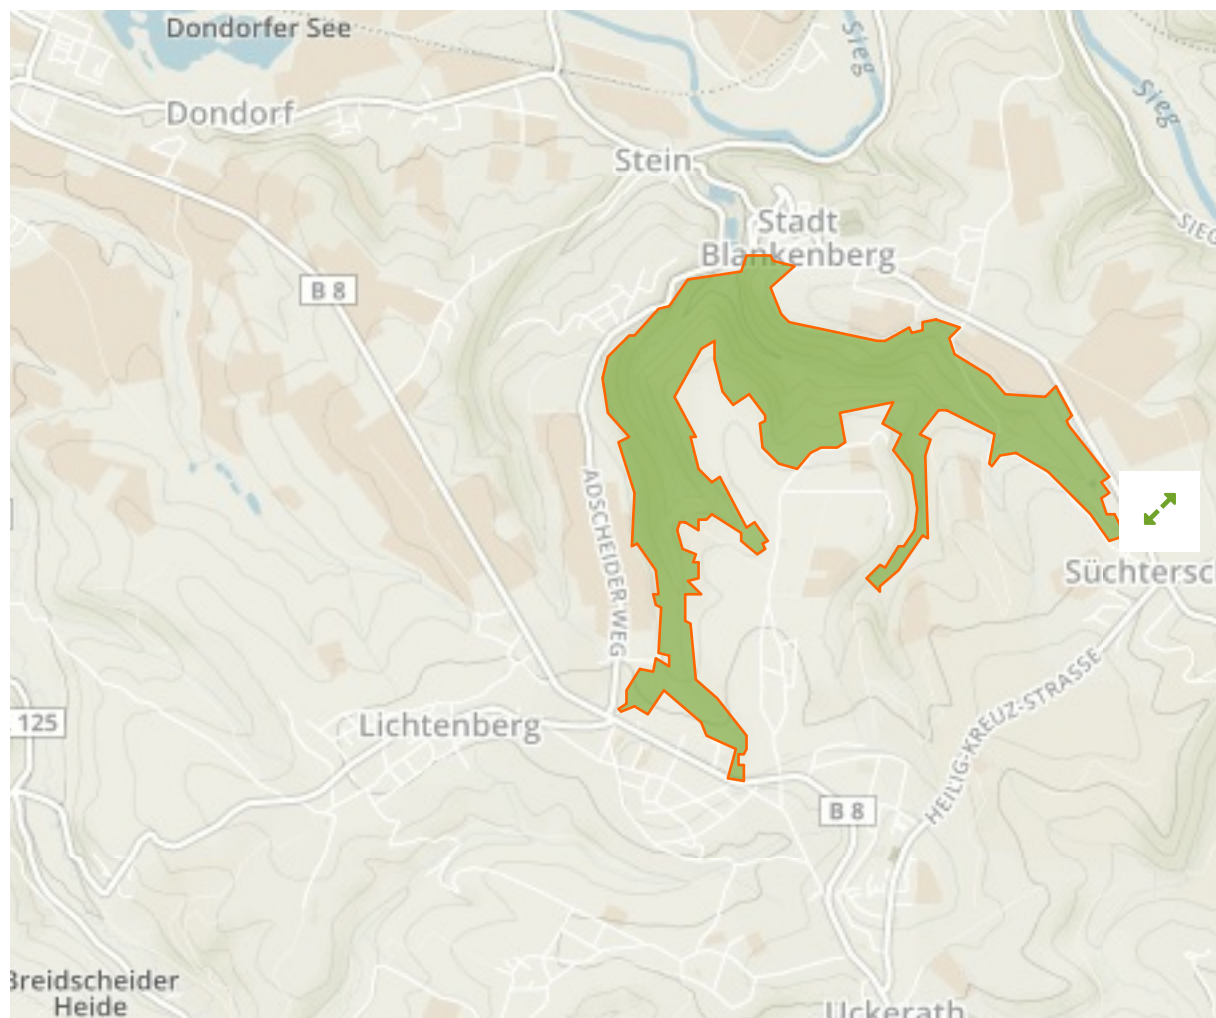 Dondorfer See
Sieg
Dondorf
Sieg
Stein
Stadt
Blankenberg
SIEG
B 8
ADSCHEIDER WEG
Süchtersc
125
Lichtenberg
HEILIG-KREUZ-STRASSE
B 8
Breidscheider
Heide
Uckerath